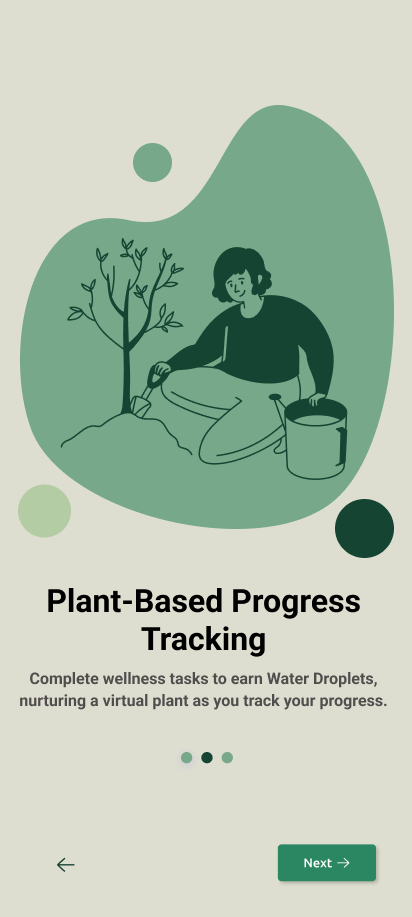 Plant-Based Progress
Tracking
Complete wellness tasks to earn Water Droplets,
nurturing a virtual plant as you track your progress.
Next →